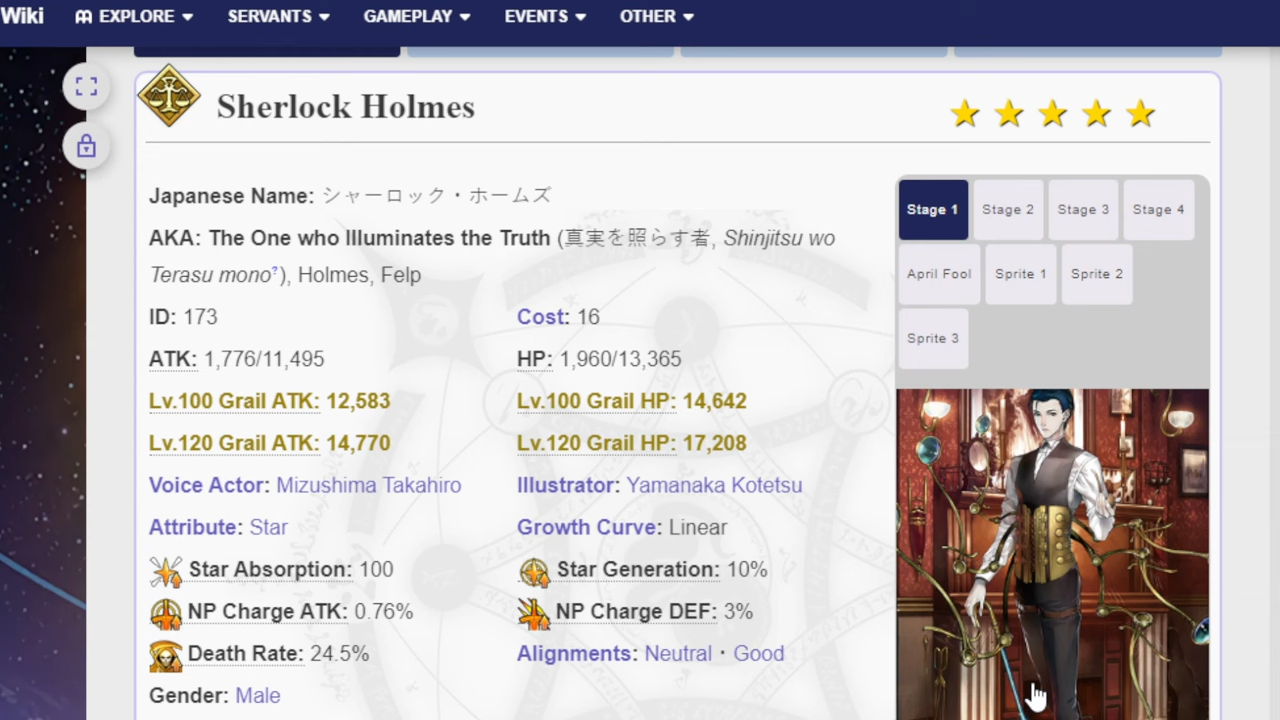 Wiki EXPLORE SERVANTS GAMEPLAY EVENTS OTHER
Sherlock Holmes
Japanese Name: シャーロック・ホームズ
AKA: The One who Illuminates the Truth (真実を照らす者, Shinjitsu wo
Terasu mono?), Holmes, Felp
ID: 173 Cost: 16
ATK: 1,776/11,495 HP: 1,960/13,365
Lv.100 Grail ATK: 12,583 Lv.100 Grail HP: 14,642
Lv.120 Grail ATK: 14,770 Lv.120 Grail HP: 17,208
Voice Actor: Mizushima Takahiro Illustrator: Yamanaka Kotetsu
Attribute: Star Growth Curve: Linear
Star Absorption: 100 Star Generation: 10%
NP Charge ATK: 0.76% NP Charge DEF: 3%
Death Rate: 24.5% Alignments: Neutral・Good
Gender: Male
Stage 1 Stage 2 Stage 3 Stage 4
April Fool Sprite 1 Sprite 2
Sprite 3